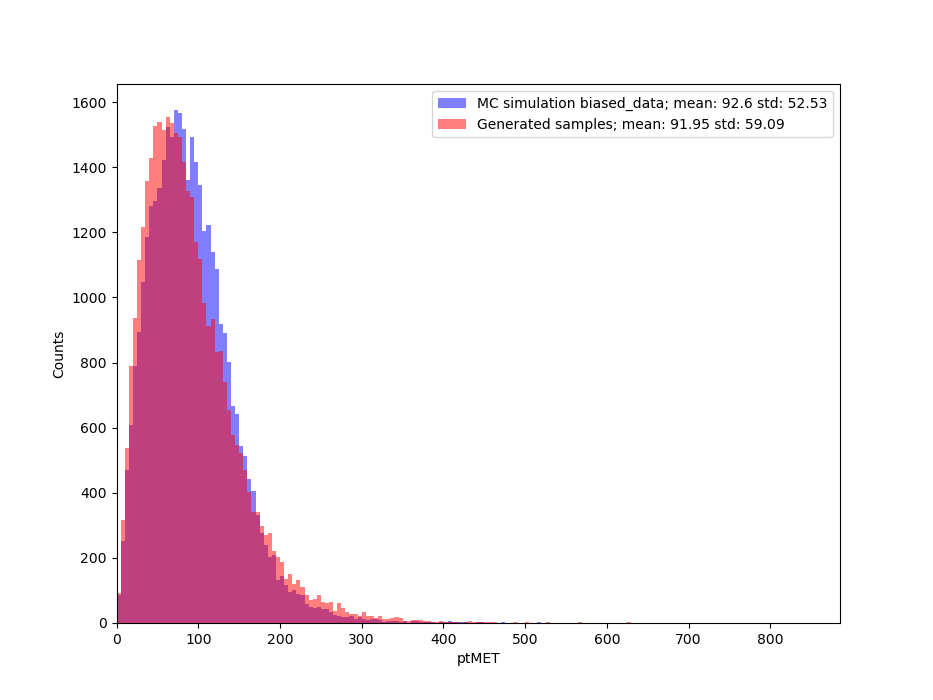 MC simulation biased_data; mean: 92.6 std: 52.53
Generated samples; mean: 91.95 std: 59.09
1600
1400
1200
1000
800
600
400
200
0
Counts
0 100 200 300 400 500 600 700 800
ptMET